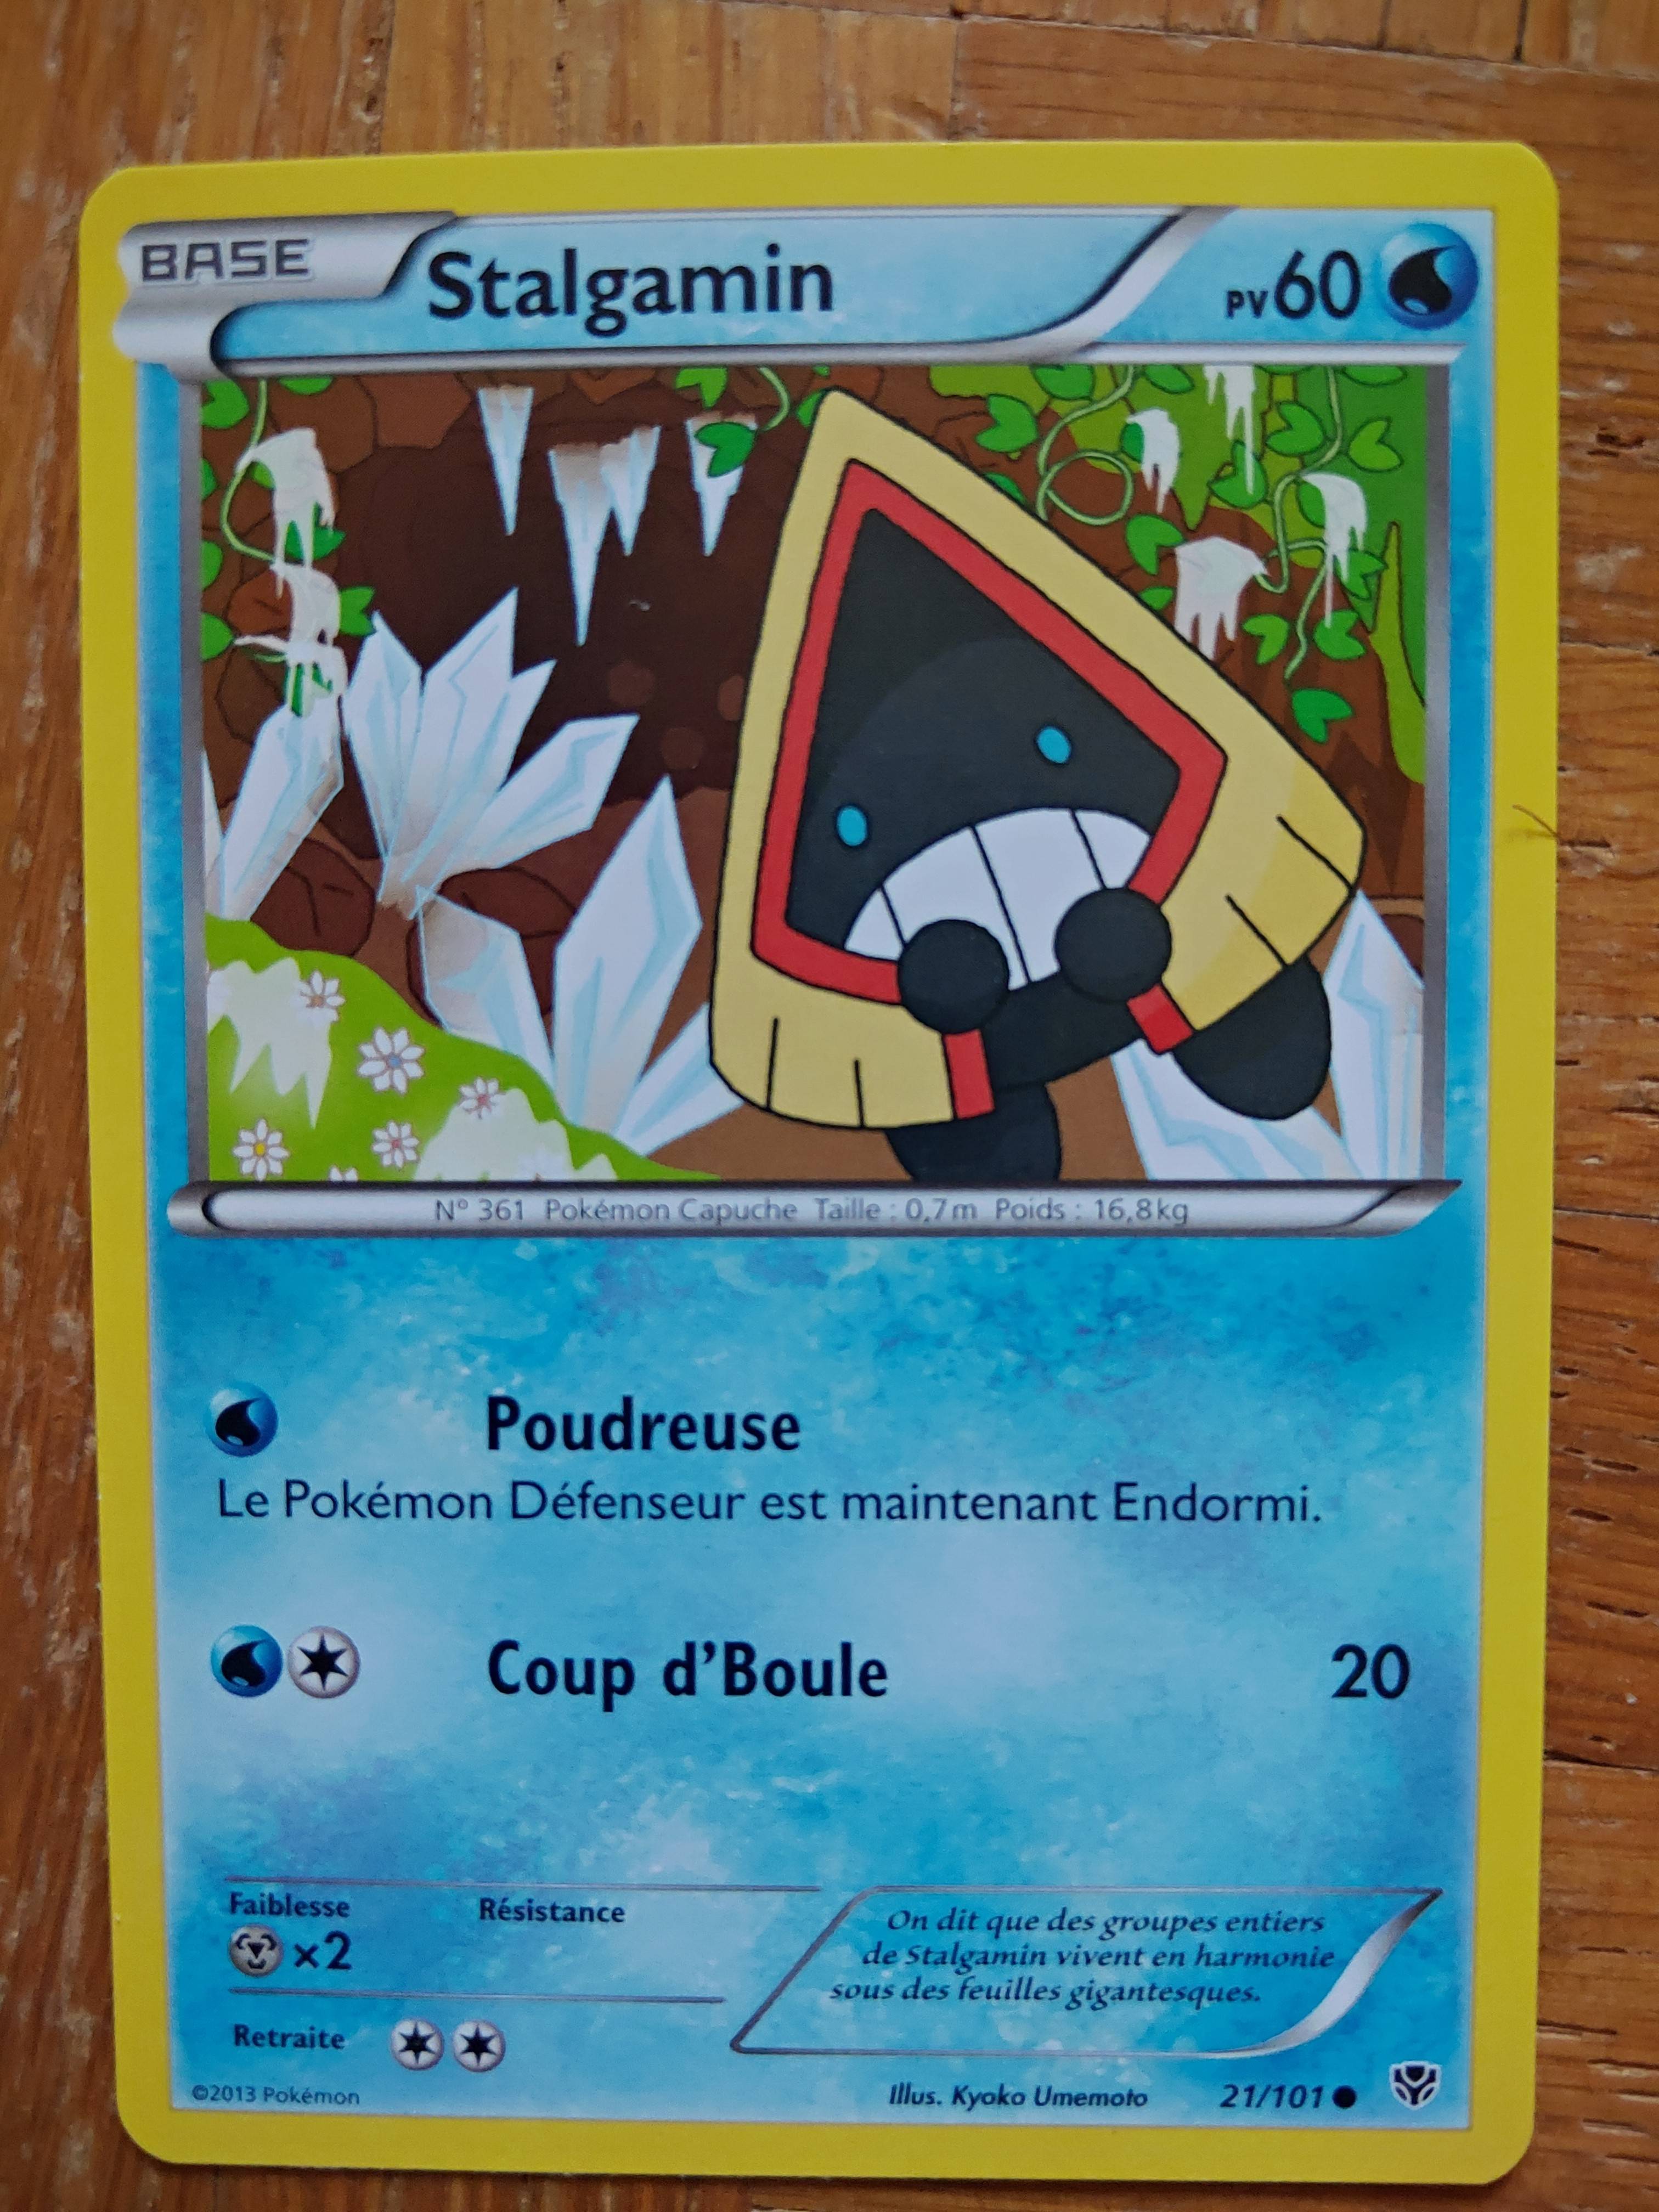 BASE
Stalgamin
PV60
N° 361 Pokémon Capuche Taille : 0,7m Poids : 16,8kg
Poudreuse
Le Pokémon Défenseur est maintenant Endormi.
Coup d'Boule 20
Faiblesse Résistance
×2
On dit que des groupes entiers
de Stalgamin vivent en harmonie
sous des feuilles gigantesques.
Retraite
©2013 Pokémon
Illus. Kyoko Umemoto
21/101